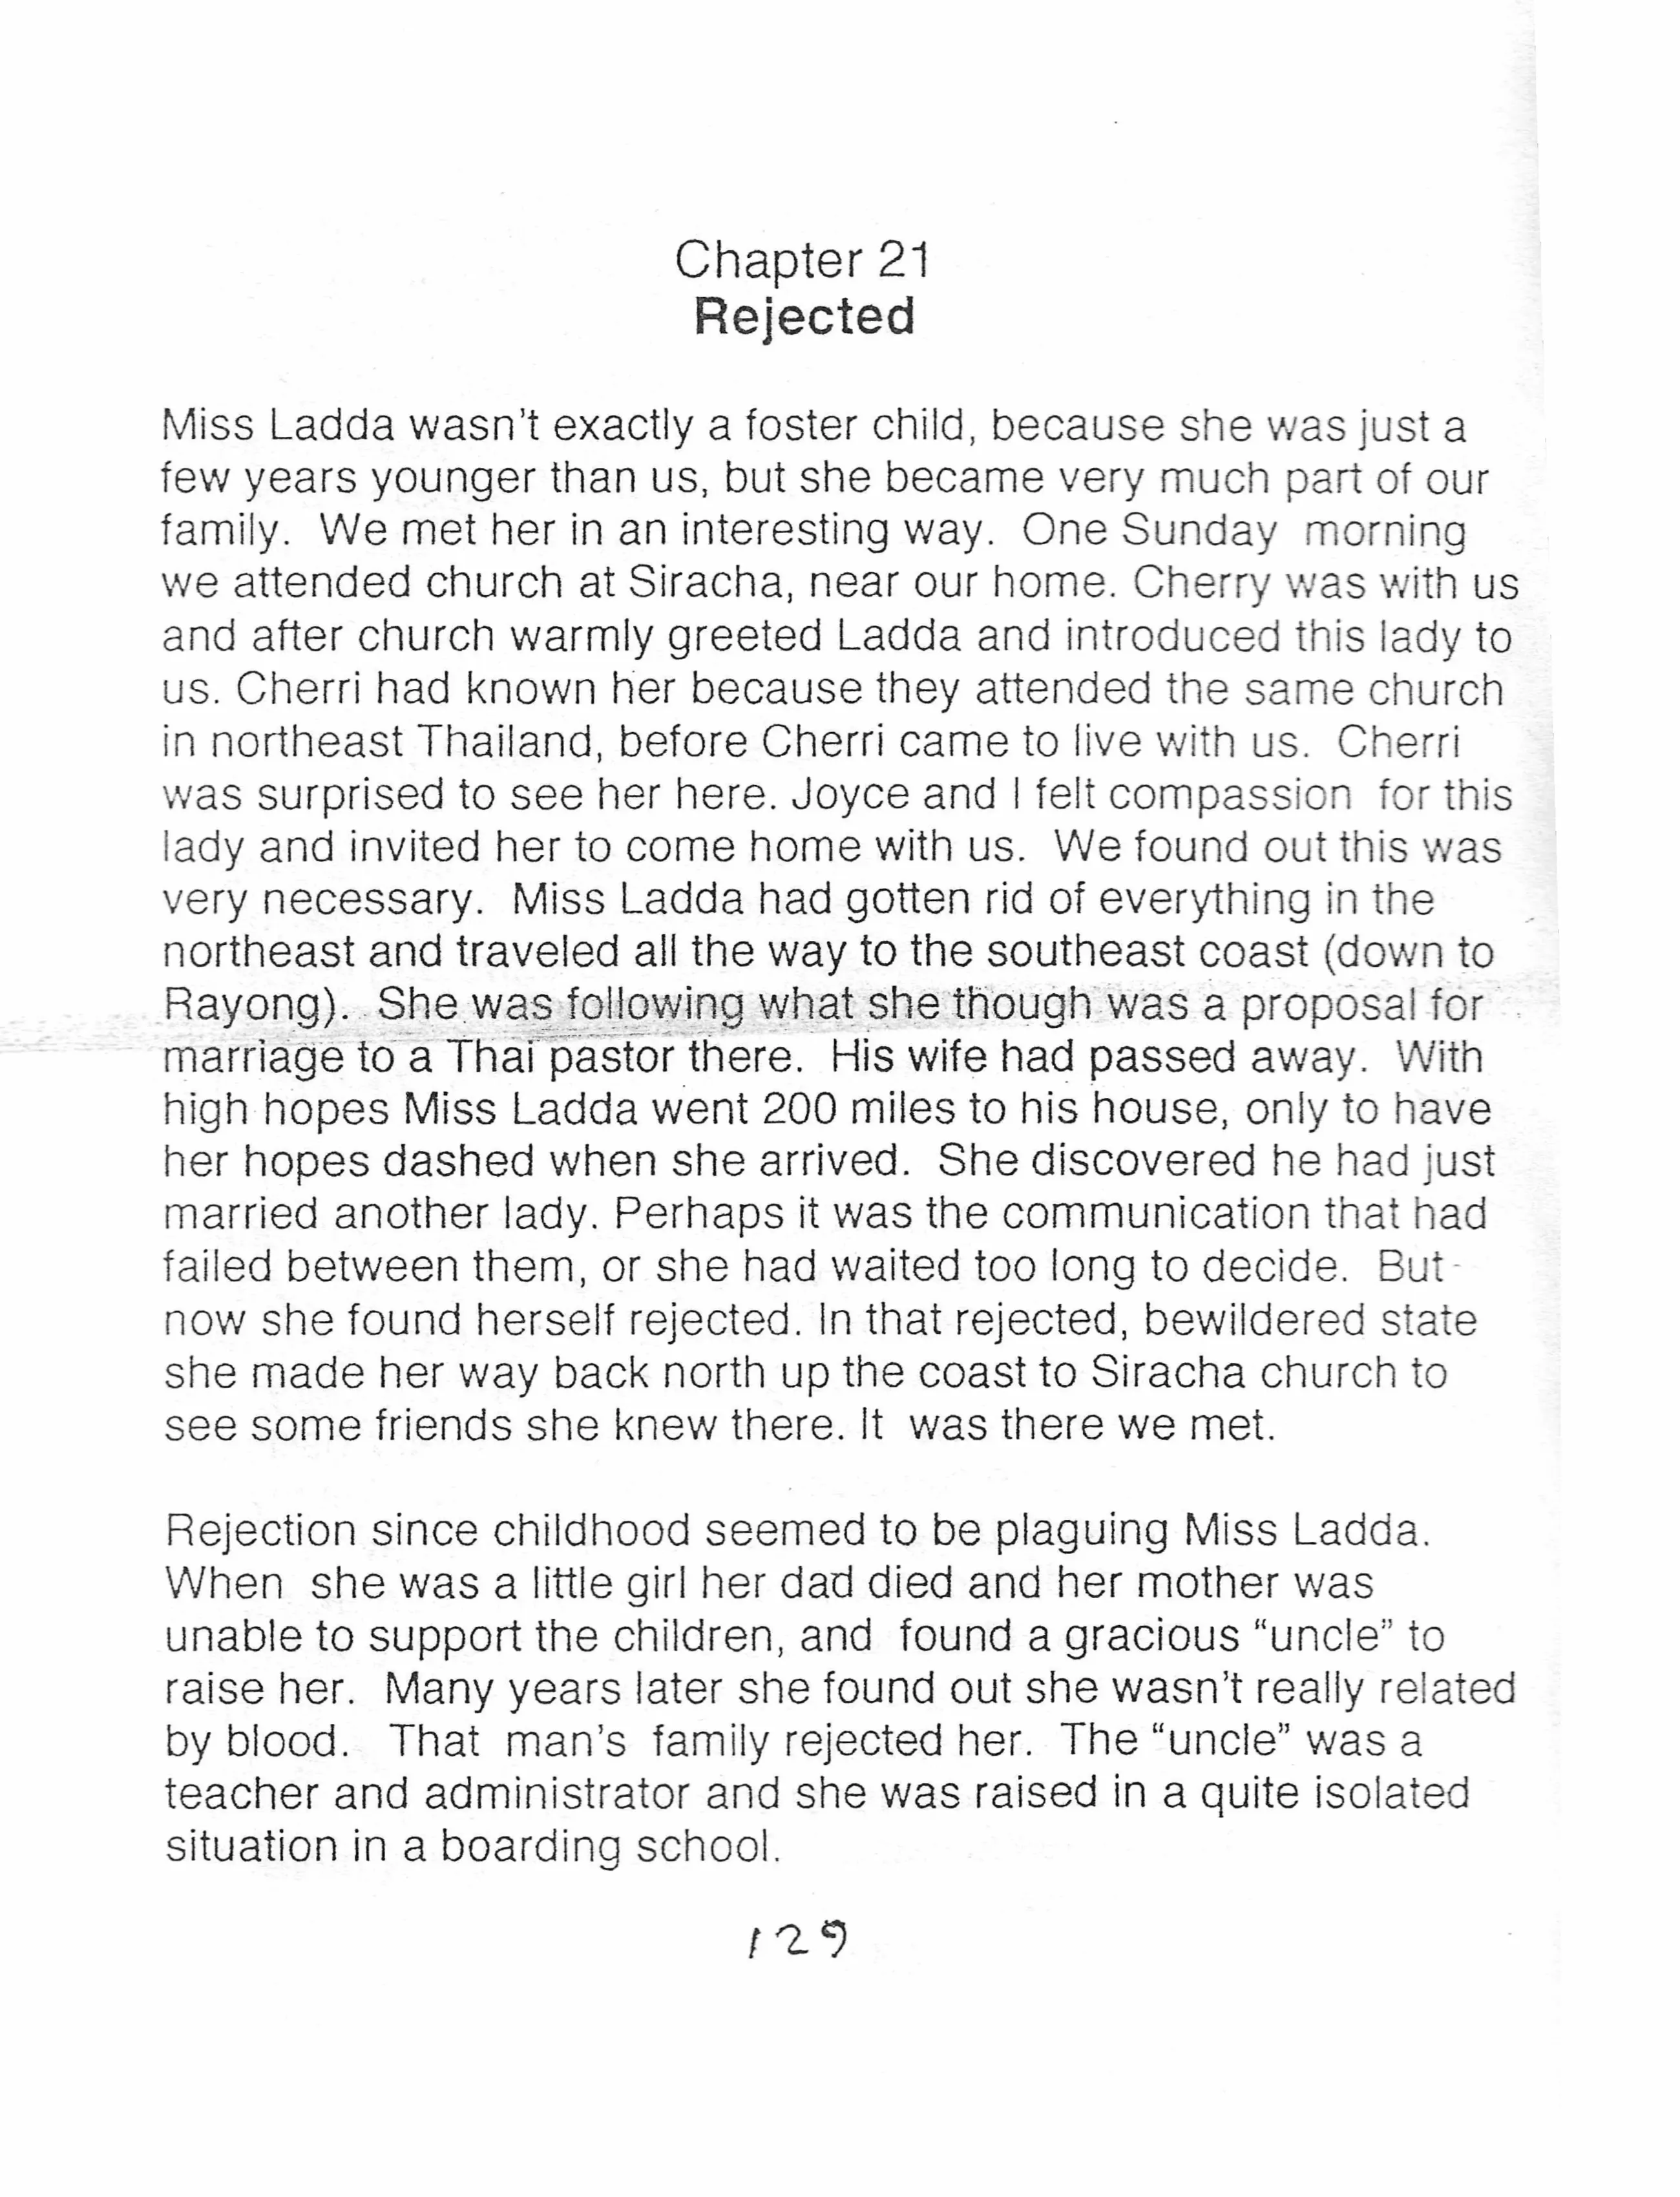 Chapter 21
Rejected
Miss Ladda wasn't exactly a foster child, because she was just a
few years younger than us, but she became very much part of our
family.  We met her in an interesting way.  One Sunday  morning
we attended church at Siracha, near our home. Cherry was with us
and after church warmly greeted Ladda and introduced this lady to
us. Cherri had known her because they attended the same church
in northeast Thailand, before Cherri came to live with us.  Cherri
was surprised to see her here. Joyce and I felt compassion  for this
lady and invited her to come home with us.  We found out this was
very necessary.  Miss Ladda had gotten rid of everything in the
northeast and traveled all the way to the southeast coast (down to
Rayong).  She was following what she though was a proposal for
marriage to a Thai pastor there.  His wife had passed away.  With
high hopes Miss Ladda went 200 miles to his house, only to have
her hopes dashed when she arrived.  She discovered he had just
married another lady. Perhaps it was the communication that had
failed between them, or she had waited too long to decide.  But
now she found herself rejected. In that rejected, bewildered state
she made her way back north up the coast to Siracha church to
see some friends she knew there. It  was there we met.
Rejection since childhood seemed to be plaguing Miss Ladda.
When  she was a little girl her dad died and her mother was
unable to support the children, and  found a gracious “uncle” to
raise her.  Many years later she found out she wasn't really related
by blood.  That  man's  family rejected her.  The “uncle” was a
teacher and administrator and she was raised in a quite isolated
situation in a boarding school.
129